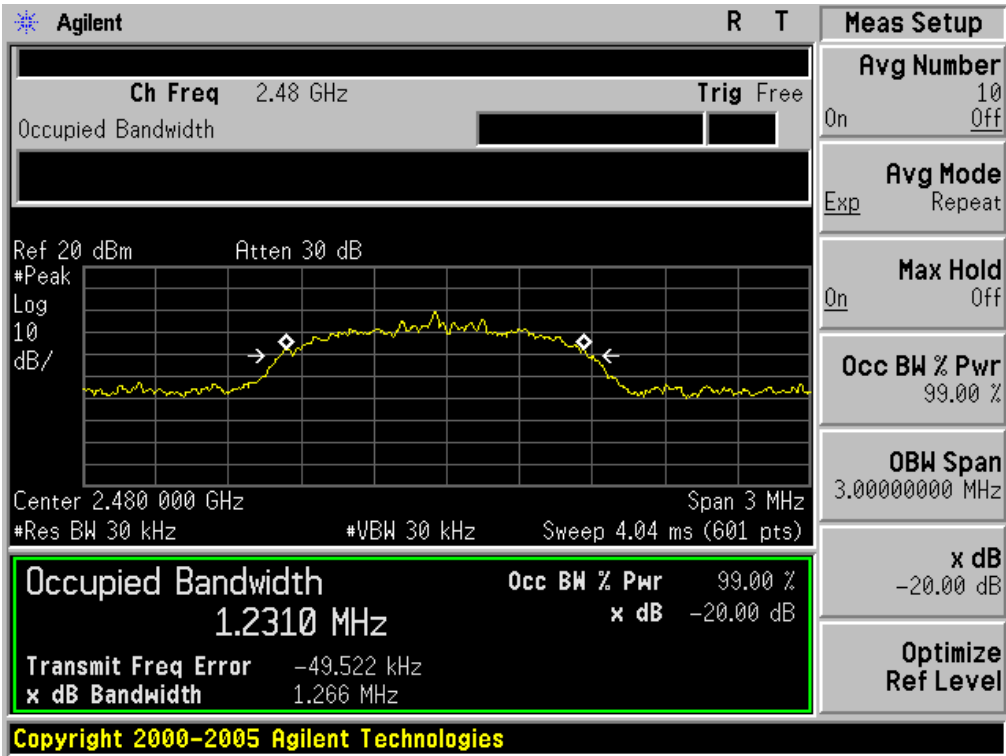 Agilent R T
Ch Freq 2.48 GHz Trig Free
Occupied Bandwidth
Ref 20 dBm Atten 30 dB
#Peak
Log
10
dB/
Center 2.480 000 GHz Span 3 MHz
#Res BW 30 kHz #VBW 30 kHz Sweep 4.04 ms (601 pts)
Occupied Bandwidth Occ BW % Pwr 99.00 %
1.2310 MHz x dB -20.00 dB
Transmit Freq Error -49.522 kHz
x dB Bandwidth 1.266 MHz
Copyright 2000-2005 Agilent Technologies
Meas Setup
Avg Number
10
On Off
Avg Mode
Exp Repeat
Max Hold
On Off
Occ BW % Pwr
99.00 %
OBW Span
3.00000000 MHz
x dB
-20.00 dB
Optimize
Ref Level